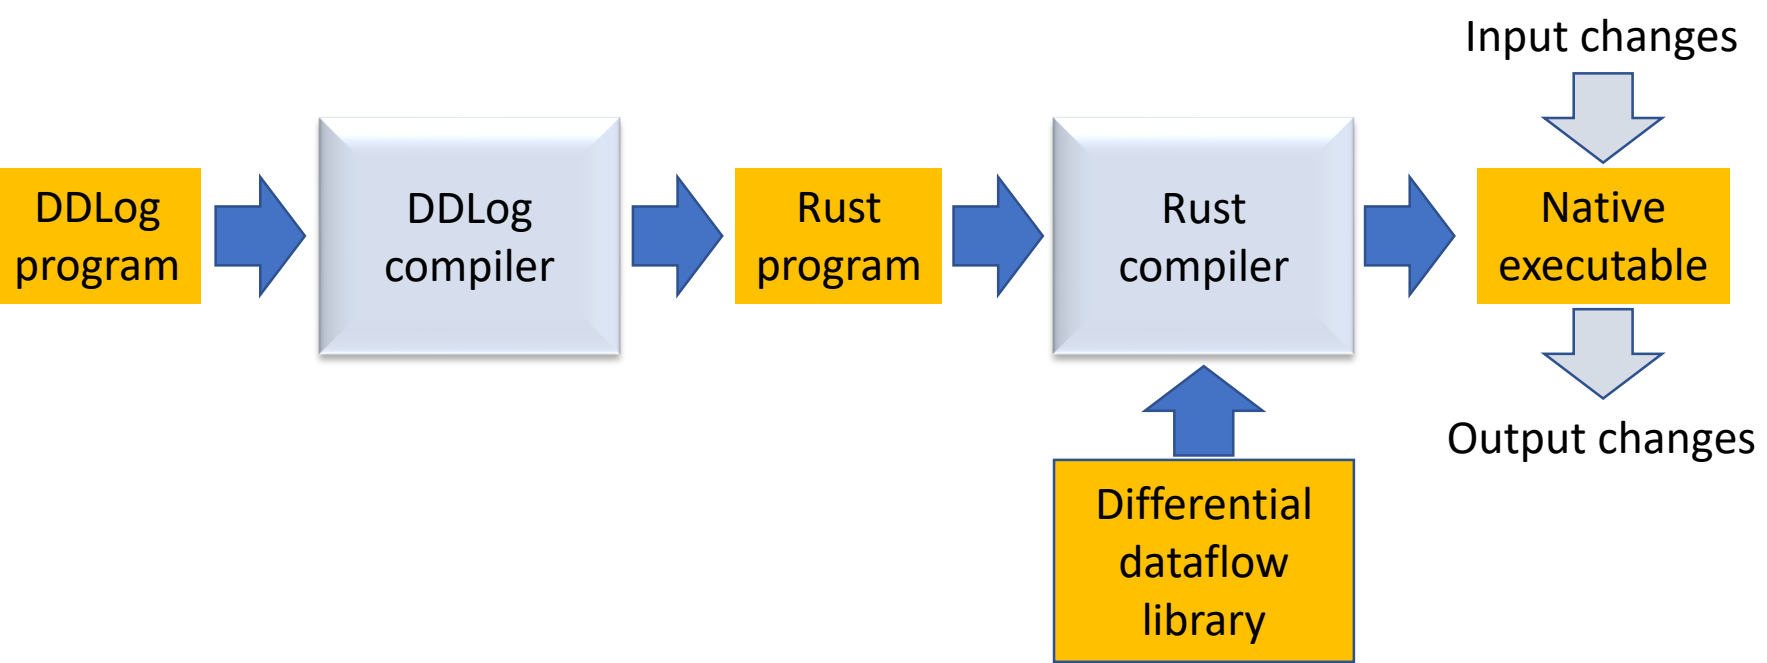 Input changes
DDLog
program
DDLog
compiler
Rust
program
Rust
compiler
Native
executable
Output changes
Differential
dataflow
library